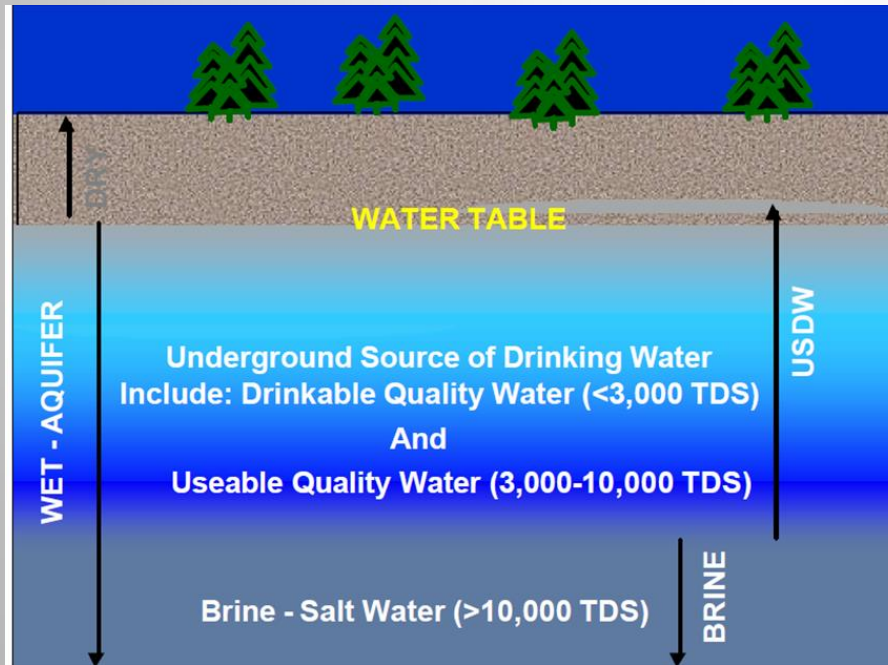 DRY
WATER TABLE
WET - AQUIFER
USDW
Underground Source of Drinking Water
Include: Drinkable Quality Water (<3,000 TDS)
And
Useable Quality Water (3,000-10,000 TDS)
Brine - Salt Water (>10,000 TDS)
BRINE